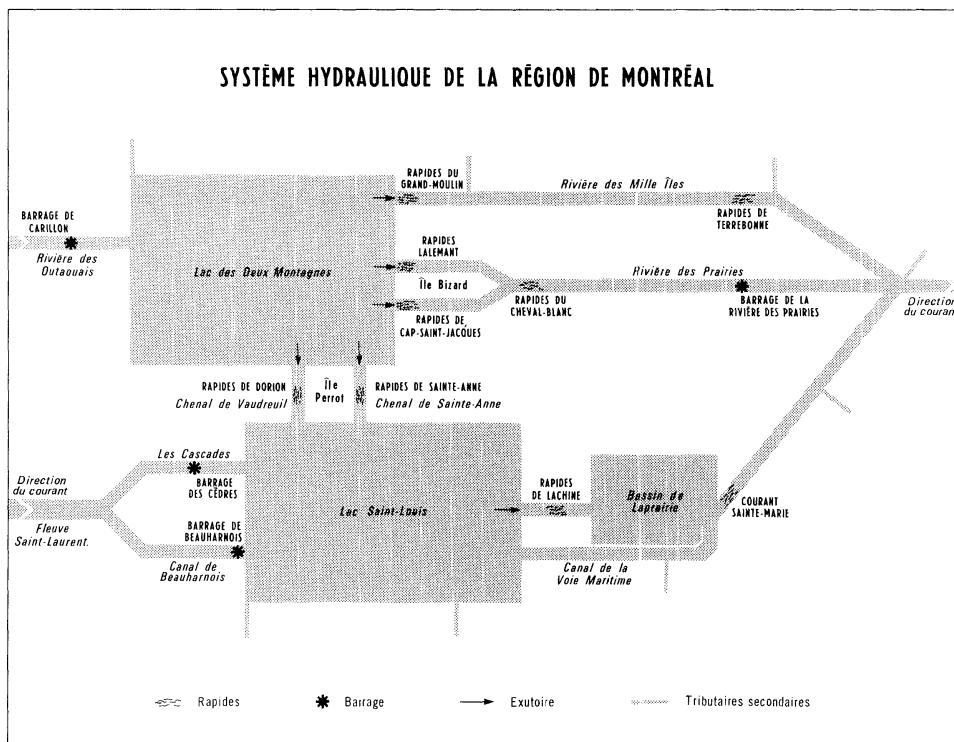 SYSTÈME HYDRAULIQUE DE LA RÉGION DE MONTRÉAL
RAPIDES DU
GRAND-MOULIN
Rivière des Mille Îles
RAPIDES DE
TERREBONNE
BARRAGE DE
CARILLON
Rivière des
Outaouais
Lac des Deux Montagnes
RAPIDES
LALEMANT
Île Bizard
RAPIDES DE
CAP-SAINT-JACQUES
RAPIDES DU
CHEVAL-BLANC
Rivière des Prairies
BARRAGE DE LA
RIVIÈRE DES PRAIRIES
Direction
du courant
RAPIDES DE DORION
Chenal de Vaudreuil
Île
Perrot
RAPIDES DE SAINTE-ANNE
Chenal de Sainte-Anne
Les Cascades
BARRAGE
DES CÈDRES
Direction
du courant
Fleuve
Saint-Laurent.
BARRAGE DE
BEAUHARNOIS
Canal de
Beauharnois
Lac Saint-Louis
RAPIDES
DE LACHINE
Bassin de
Laprairie
COURANT
SAINTE-MARIE
Canal de la
Voie Maritime
Rapides
Barrage
Exutoire
Tributaires secondaires